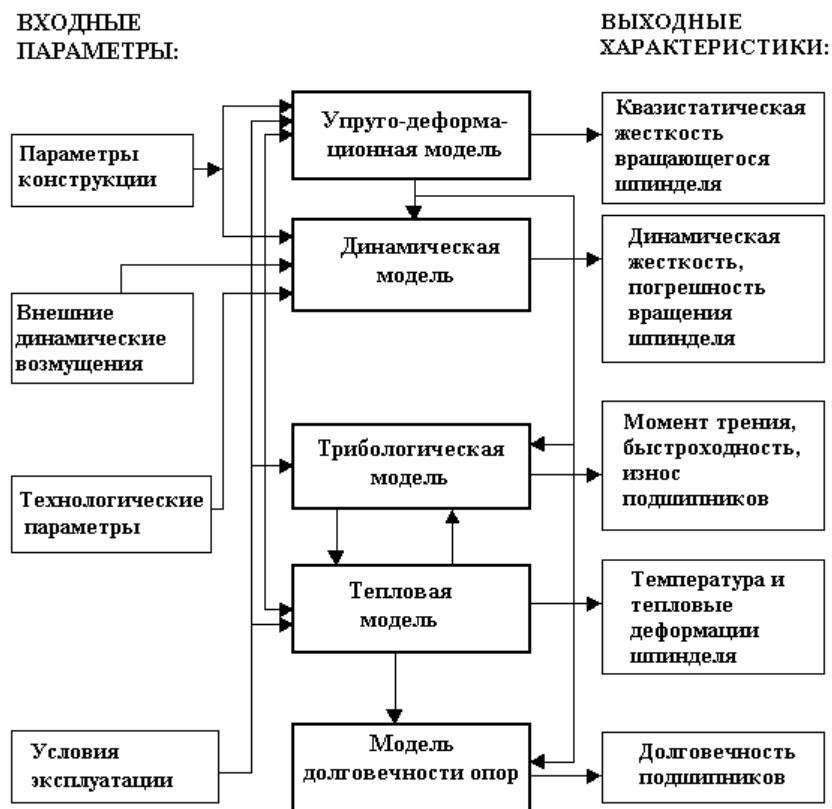 ВХОДНЫЕ
ПАРАМЕТРЫ:
ВЫХОДНЫЕ
ХАРАКТЕРИСТИКИ:
Параметры
конструкции
Упруго-деформа-
ционная модель
Квазистатическая
жесткость
вращающегося
шпинделя
Внешние
динамические
возмущения
Динамическая
модель
Динамическая
жесткость,
погрешность
вращения
шпинделя
Технологические
параметры
Трибологическая
модель
Момент трения,
быстроходность,
износ
подшипников
Тепловая
модель
Температура и
тепловые
деформации
шпинделя
Условия
эксплуатации
Модель
долговечности опор
Долговечность
подшипников